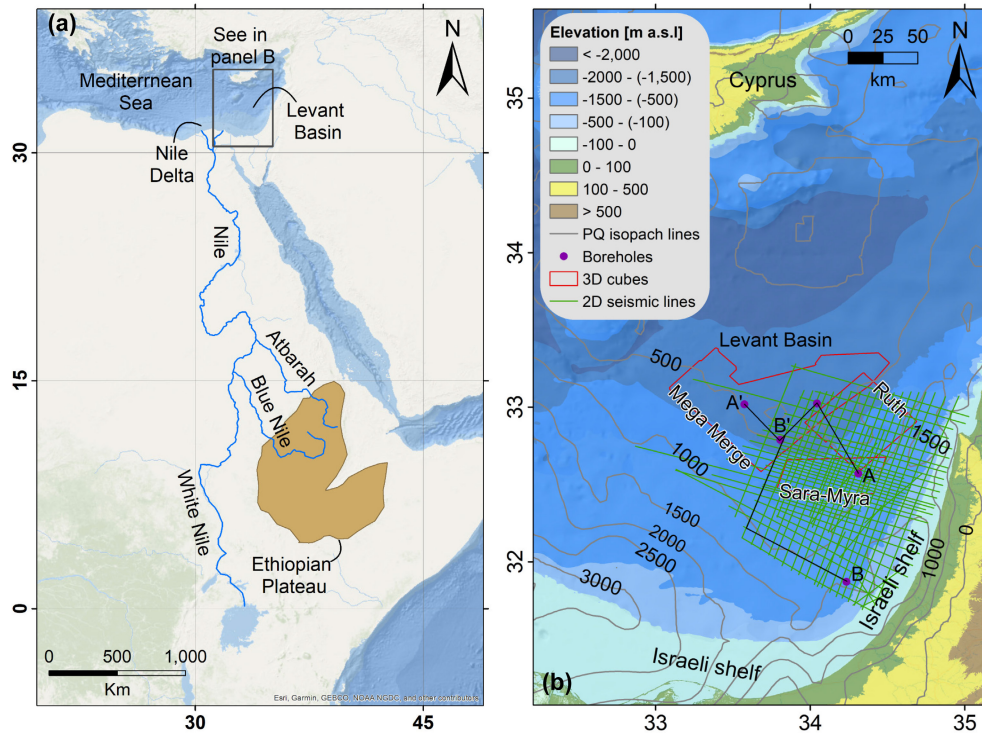 (a)
N
See in
panel B
Mediterrnean
Sea
Levant
Basin
Nile
Delta
30
Nile
15
Atbarah
Blue Nile
White Nile
Ethiopian
Plateau
0
0 500 1,000
Km
Esri, Garmin, GEBCO, NOAA NGDC, and other contributors
30 45
Elevation [m a.s.l]
< -2,000
-2000 - (-1,500)
-1500 - (-500)
-500 - (-100)
-100 - 0
0 - 100
100 - 500
> 500
PQ isopach lines
Boreholes
3D cubes
2D seismic lines
0 25 50
km
N
Cyprus
35
34
Levant Basin
500
33
A'
B'
Mega Merge
Ruth
1500
1000
A
Sara-Myra
1500
2000
2500
3000
32
B
Israeli shelf
1000
0
Israeli shelf
(b)
33 34 35